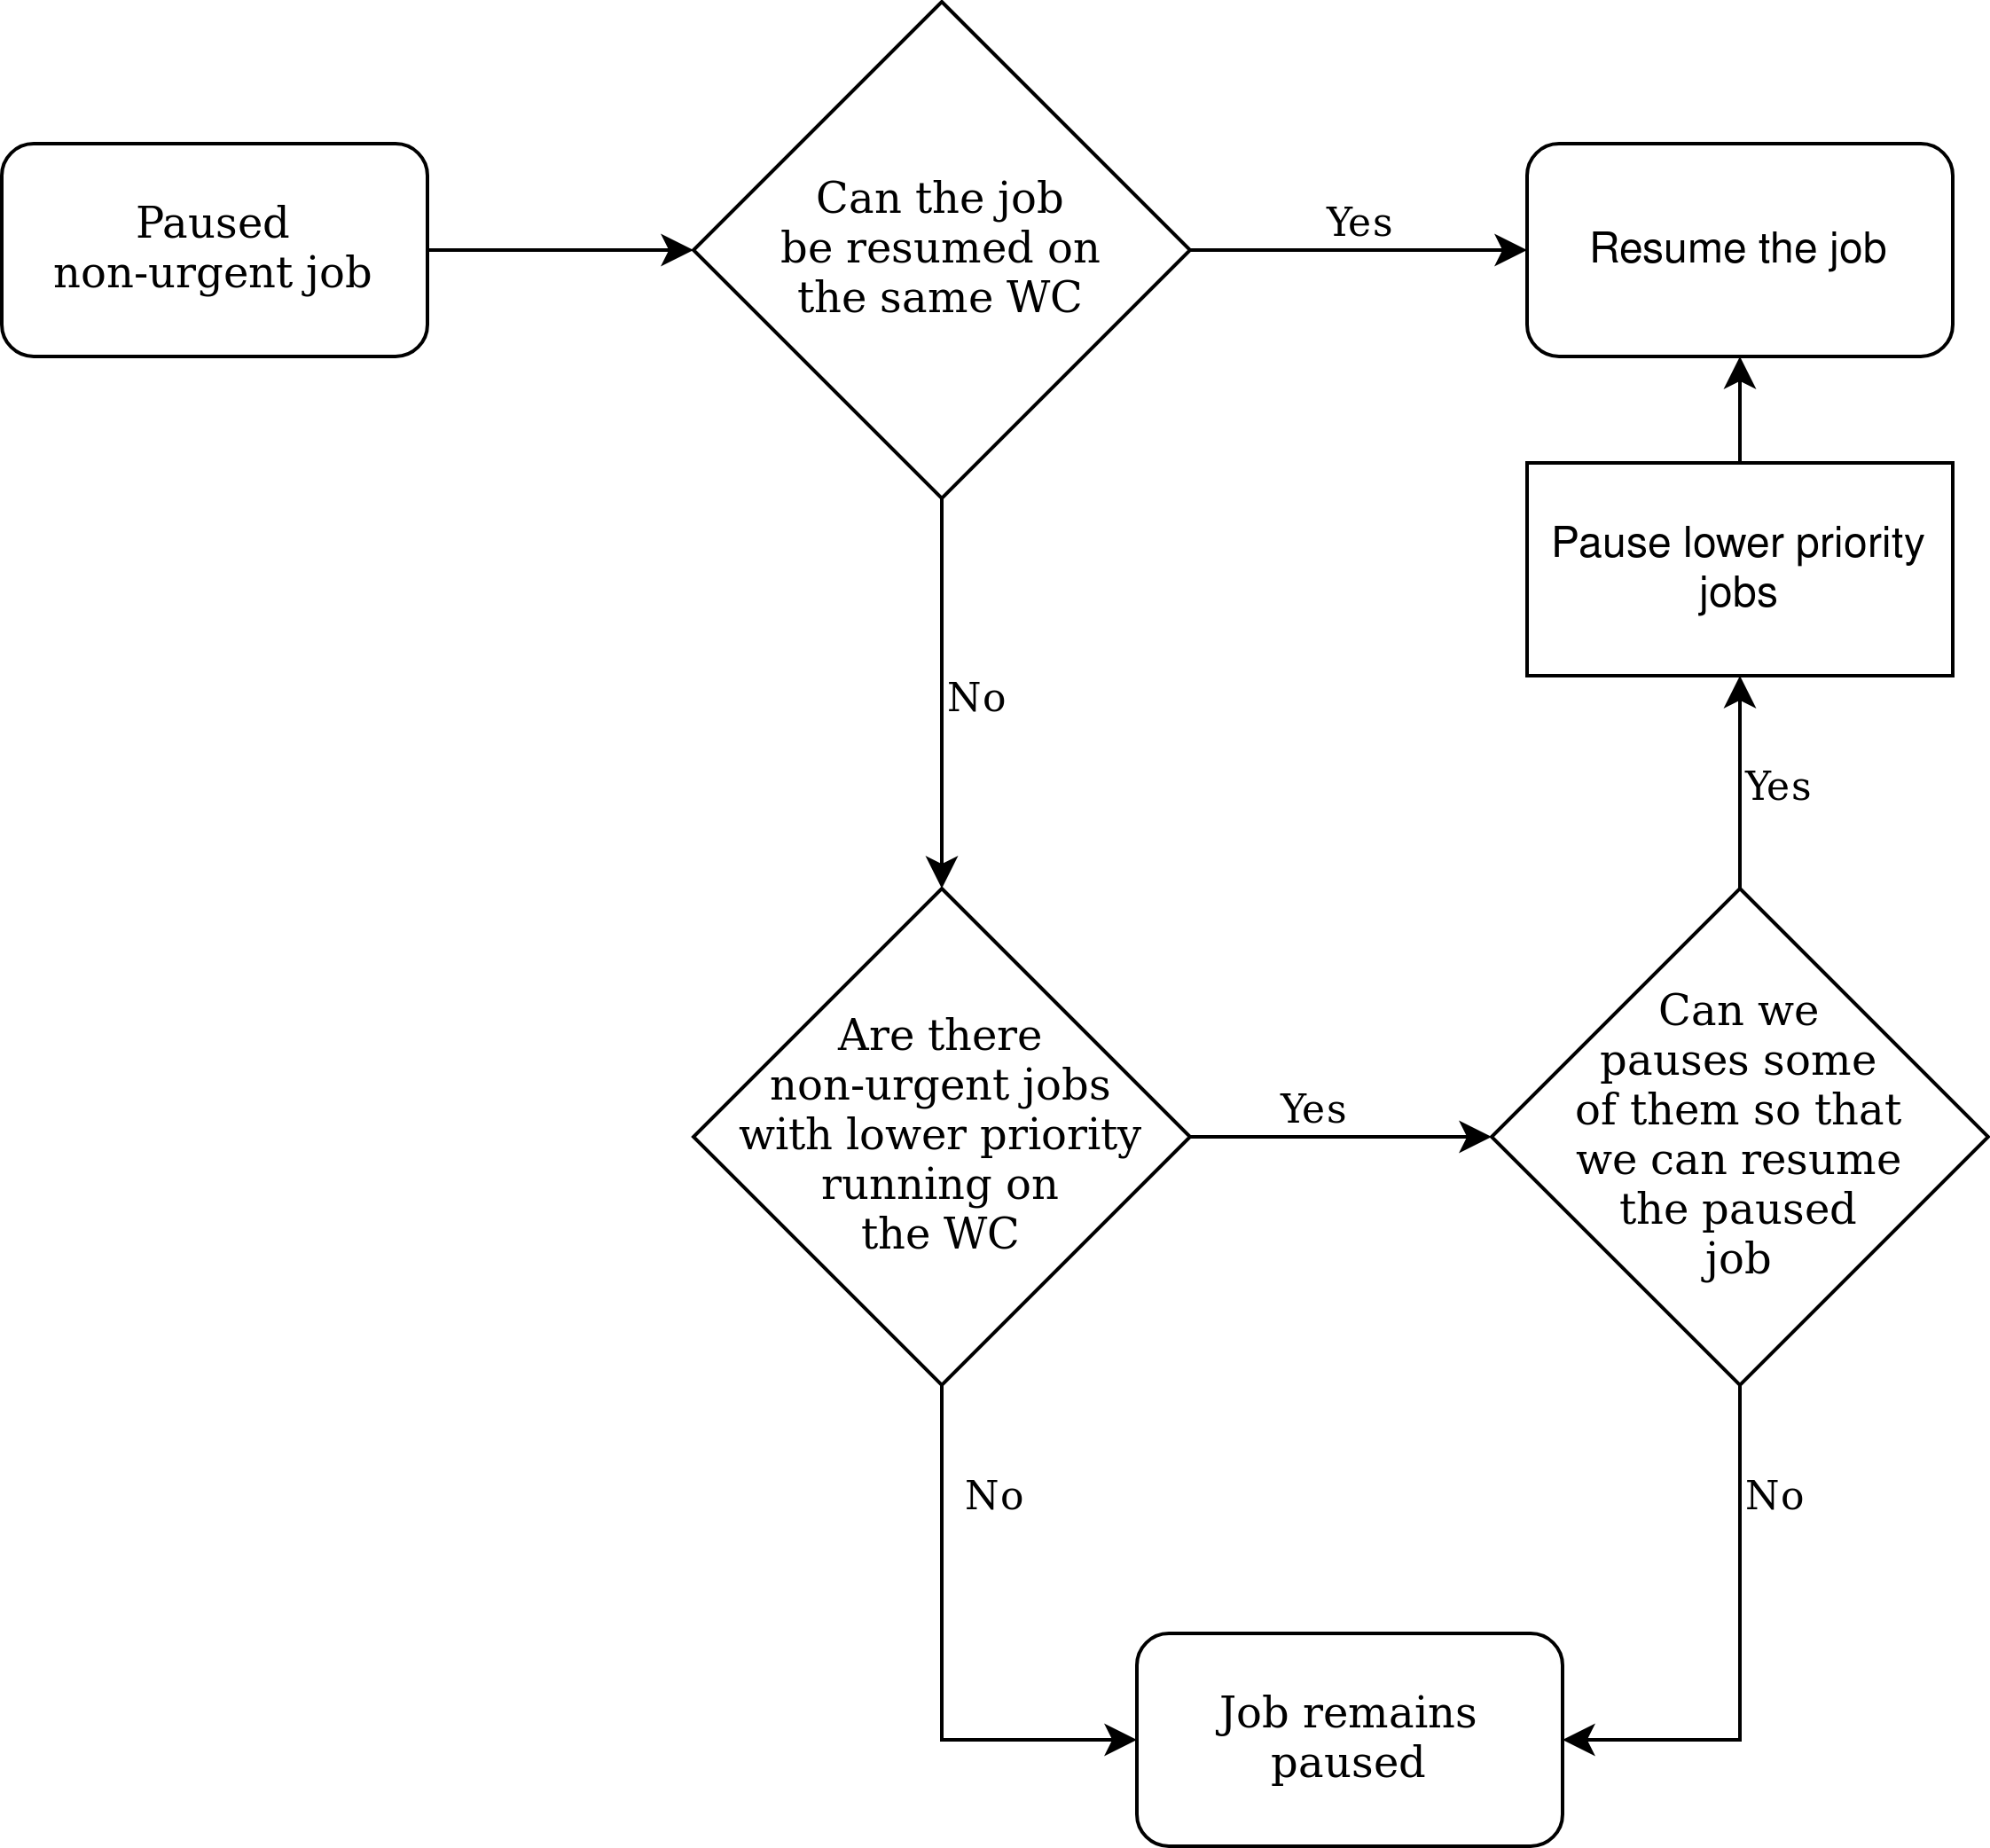 Paused
non-urgent job
Can the job
be resumed on
the same WC
Yes
Resume the job
Pause lower priority
jobs
No
Yes
Are there
non-urgent jobs
with lower priority
running on
the WC
Yes
Can we
pauses some
of them so that
we can resume
the paused
job
No
No
Job remains
paused